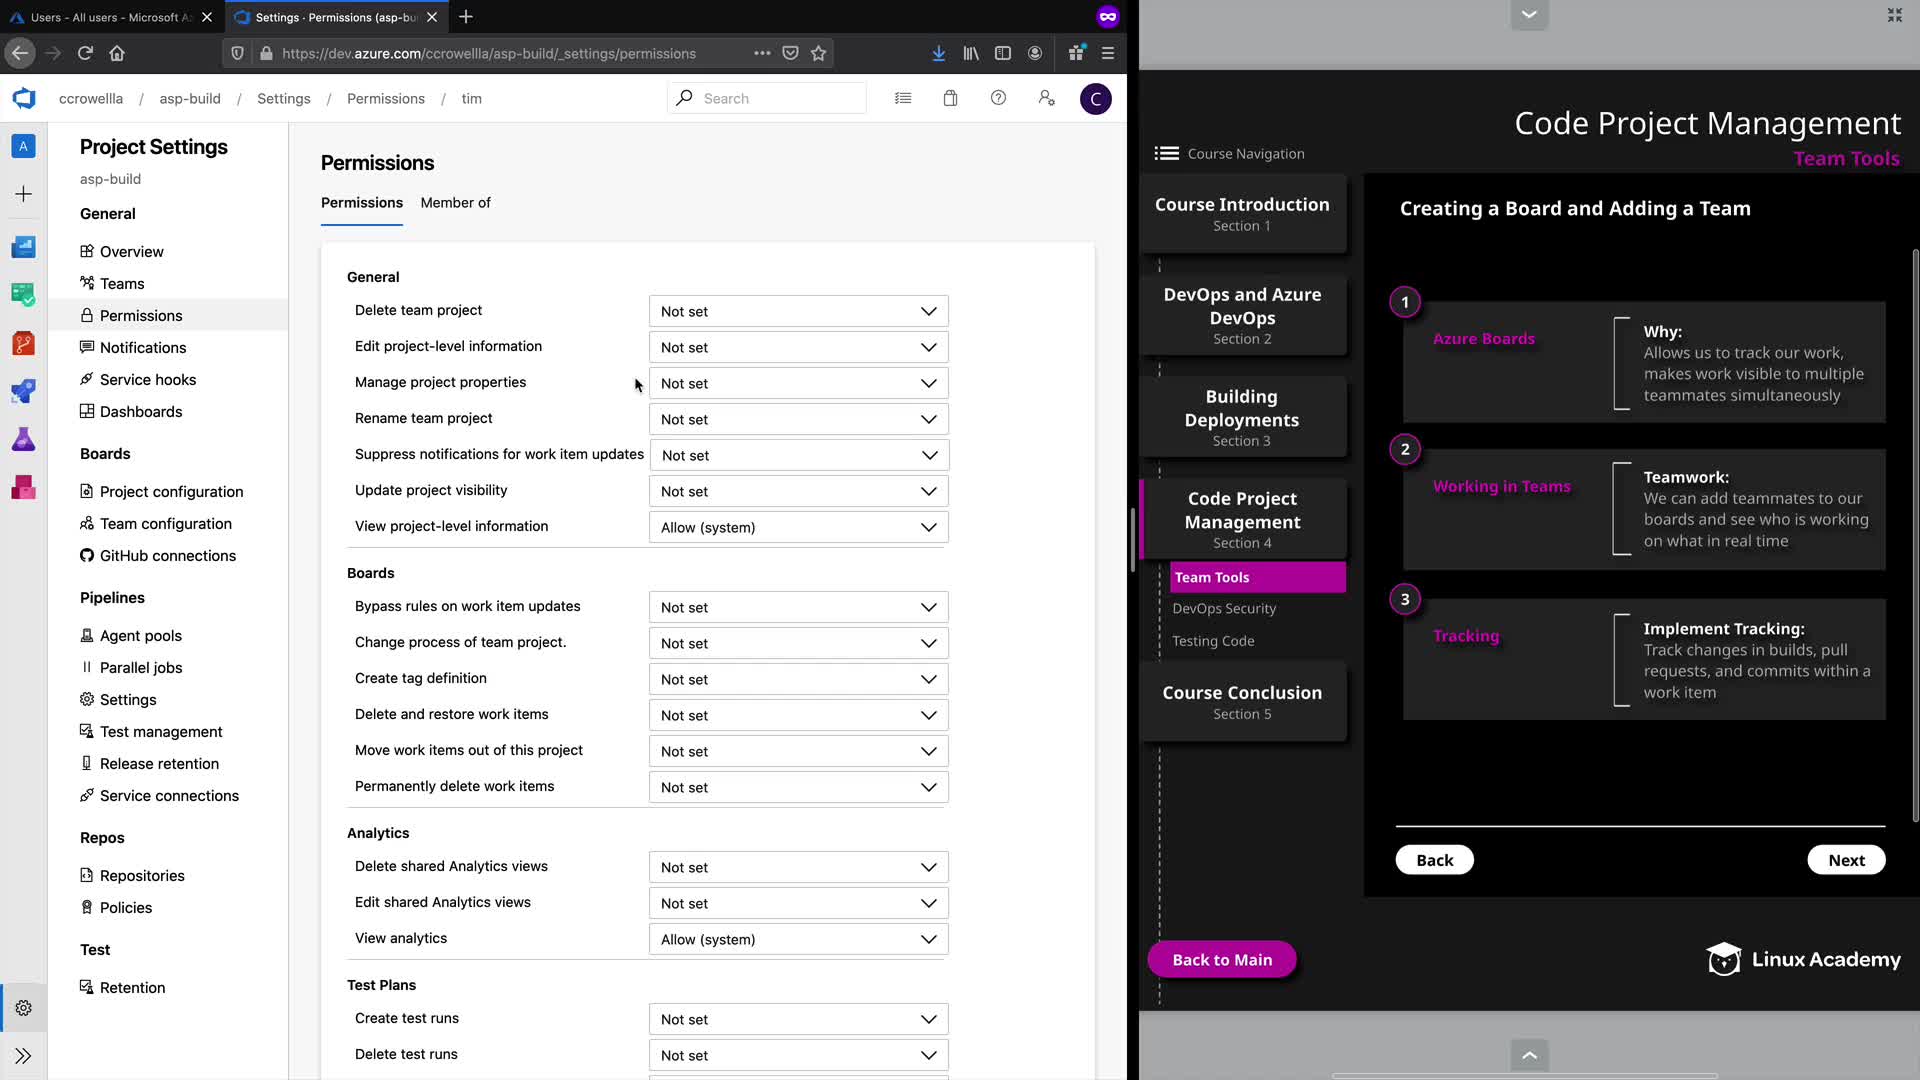 Users - All users - Microsoft Az
Settings · Permissions (asp-bui
https://dev.azure.com/ccrowellla/asp-build/_settings/permissions
ccrowellla / asp-build / Settings / Permissions / tim
Search
C
A
Project Settings
asp-build
General
Overview
Teams
Permissions
Notifications
Service hooks
Dashboards
Boards
Project configuration
Team configuration
GitHub connections
Pipelines
Agent pools
Parallel jobs
Settings
Test management
Release retention
Service connections
Repos
Repositories
Policies
Test
Retention
Permissions
Permissions Member of
General
Delete team project Not set
Edit project-level information Not set
Manage project properties Not set
Rename team project Not set
Suppress notifications for work item updates Not set
Update project visibility Not set
View project-level information Allow (system)
Boards
Bypass rules on work item updates Not set
Change process of team project. Not set
Create tag definition Not set
Delete and restore work items Not set
Move work items out of this project Not set
Permanently delete work items Not set
Analytics
Delete shared Analytics views Not set
Edit shared Analytics views Not set
View analytics Allow (system)
Test Plans
Create test runs Not set
Delete test runs Not set
Code Project Management
Team Tools
Course Navigation
Course Introduction
Section 1
DevOps and Azure
DevOps
Section 2
Building
Deployments
Section 3
Code Project
Management
Section 4
Team Tools
DevOps Security
Testing Code
Course Conclusion
Section 5
Back to Main
Creating a Board and Adding a Team
1
Azure Boards
Why:
Allows us to track our work,
makes work visible to multiple
teammates simultaneously
2
Working in Teams
Teamwork:
We can add teammates to our
boards and see who is working
on what in real time
3
Tracking
Implement Tracking:
Track changes in builds, pull
requests, and commits within a
work item
Back
Next
Linux Academy